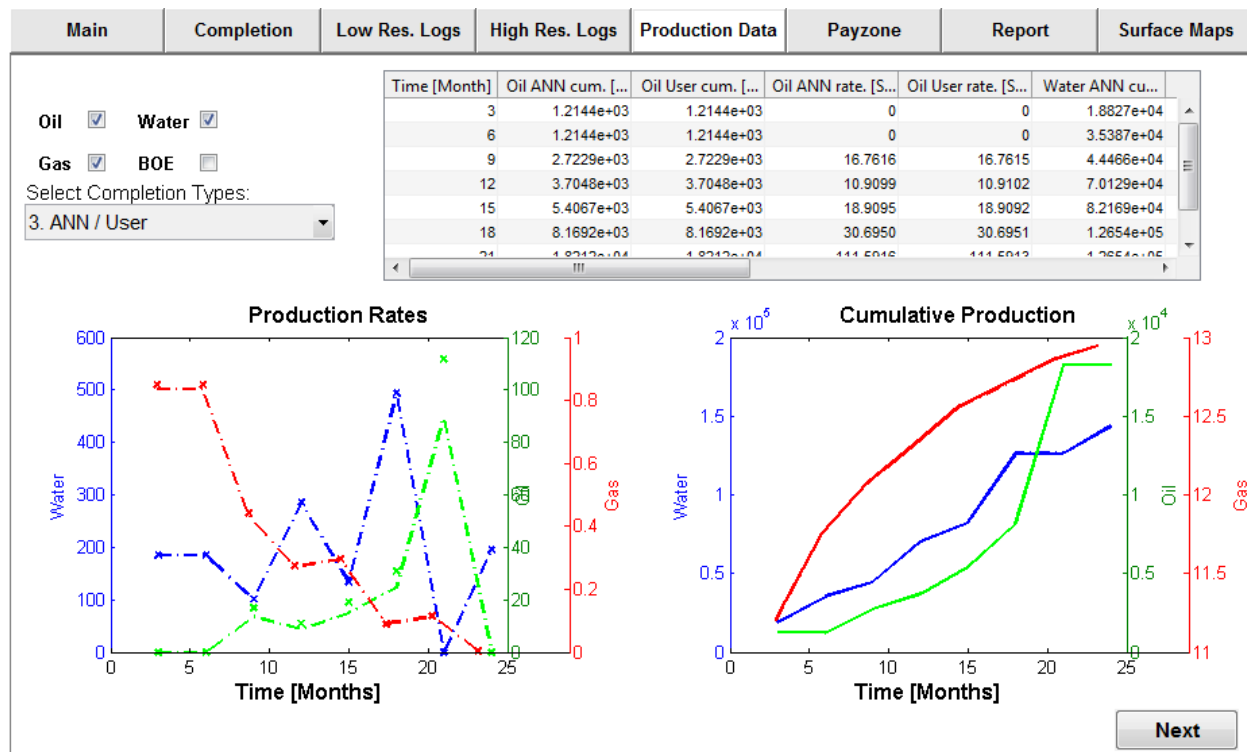 Main Completion Low Res. Logs High Res. Logs Production Data Payzone Report Surface Maps
Oil Water
Gas BOE
Select Completion Types:
3. ANN / User
Time [Month] Oil ANN cum. [... Oil User cum. [... Oil ANN rate. [S... Oil User rate. [S... Water ANN cu...
3 1.2144e+03 1.2144e+03 0 0 1.8827e+04
6 1.2144e+03 1.2144e+03 0 0 3.5387e+04
9 2.7229e+03 2.7229e+03 16.7616 16.7615 4.4466e+04
12 3.7048e+03 3.7048e+03 10.9099 10.9102 7.0129e+04
15 5.4067e+03 5.4067e+03 18.9095 18.9092 8.2169e+04
18 8.1692e+03 8.1692e+03 30.6950 30.6951 1.2654e+05
Production Rates
600
500
400
300
200
100
0
Water
120
100
80
60
40
20
0
Oil
1
0.8
0.6
0.4
0.2
0
Gas
0 5 10 15 20 25
Time [Months]
Cumulative Production
x 10^5
2
1.5
1
0.5
0
Water
x 10^4
2
1.5
1
0.5
0
Oil
13
12.5
12
11.5
11
Gas
0 5 10 15 20 25
Time [Months]
Next